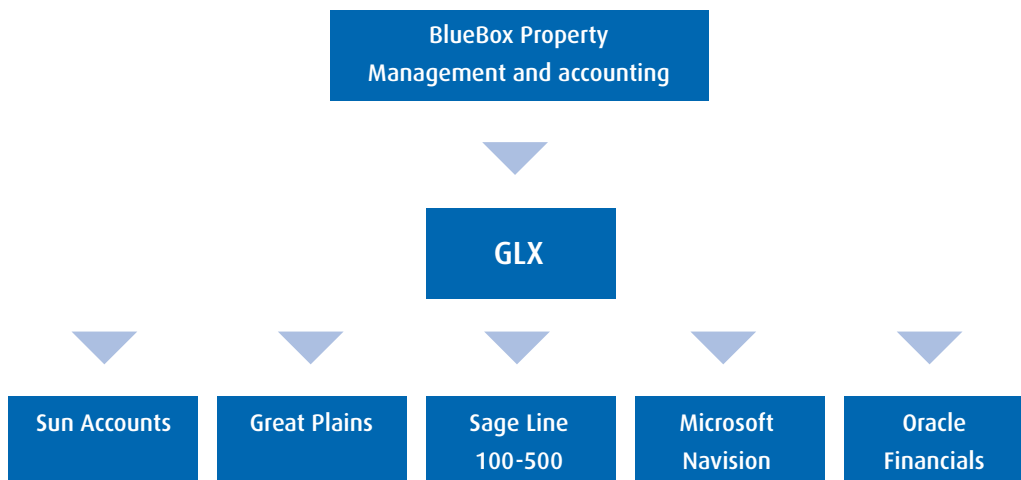 BlueBox Property
Management and accounting
GLX
Sun Accounts
Great Plains
Sage Line
100-500
Microsoft
Navision
Oracle
Financials